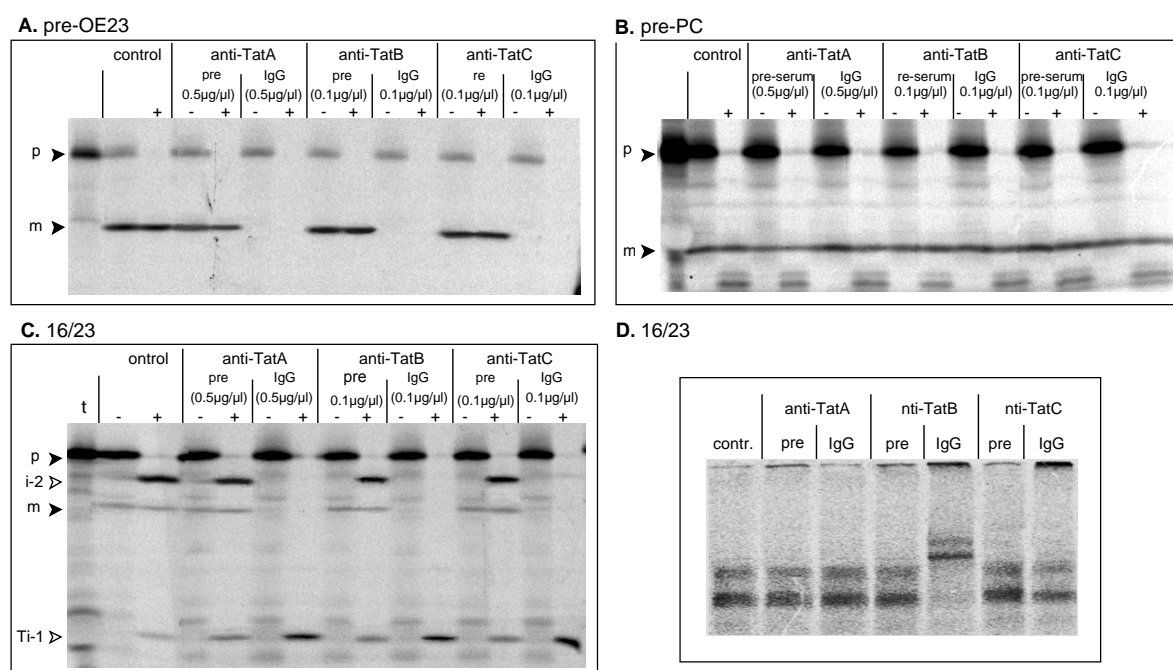 A. pre-OE23
control anti-TatA anti-TatB anti-TatC
pre IgG pre IgG re IgG
0.5µg/µl) (0.5µg/µl) (0.1µg/µl) 0.1µg/µl) (0.1µg/µl) (0.1µg/µl)
- + - + - + - + - + - + - +
p
m
B. pre-PC
control anti-TatA anti-TatB anti-TatC
pre-serum IgG re-serum IgG pre-serum IgG
(0.5µg/µl) (0.5µg/µl) 0.1µg/µl) 0.1µg/µl) (0.1µg/µl) 0.1µg/µl)
- + - + - + - + - + - + - +
p
m
C. 16/23
ontrol anti-TatA anti-TatB anti-TatC
pre IgG pre IgG pre IgG
(0.5µg/µl) (0.5µg/µl) 0.1µg/µl) (0.1µg/µl) (0.1µg/µl) 0.1µg/µl)
t - + - + - + - + - + - + - +
p
i-2
m
Ti-1
D. 16/23
anti-TatA nti-TatB nti-TatC
contr. pre IgG pre IgG pre IgG